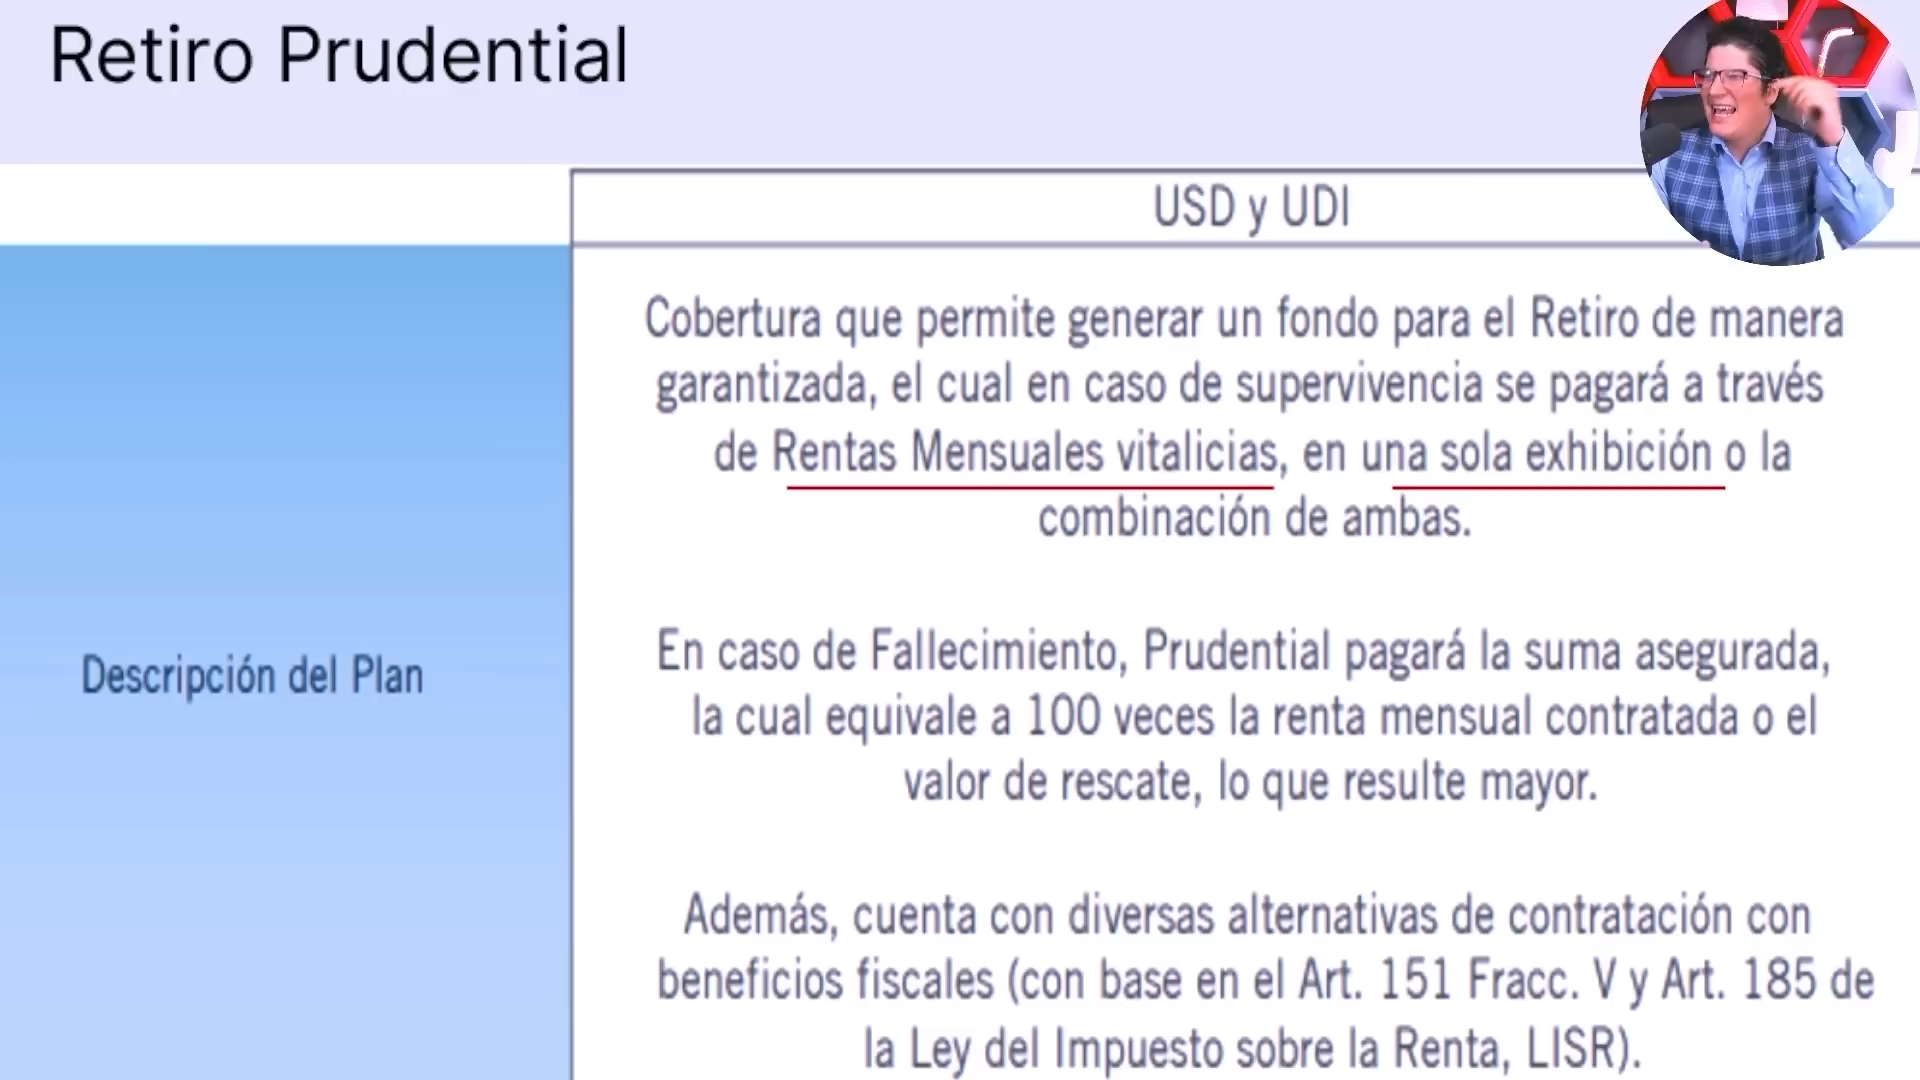 Retiro Prudential
USD y UDI
Descripción del Plan
Cobertura que permite generar un fondo para el Retiro de manera
garantizada, el cual en caso de supervivencia se pagará a través
de Rentas Mensuales vitalicias, en una sola exhibición o la
combinación de ambas.
En caso de Fallecimiento, Prudential pagará la suma asegurada,
la cual equivale a 100 veces la renta mensual contratada o el
valor de rescate, lo que resulte mayor.
Además, cuenta con diversas alternativas de contratación con
beneficios fiscales (con base en el Art. 151 Fracc. V y Art. 185 de
la Ley del Impuesto sobre la Renta, LISR).